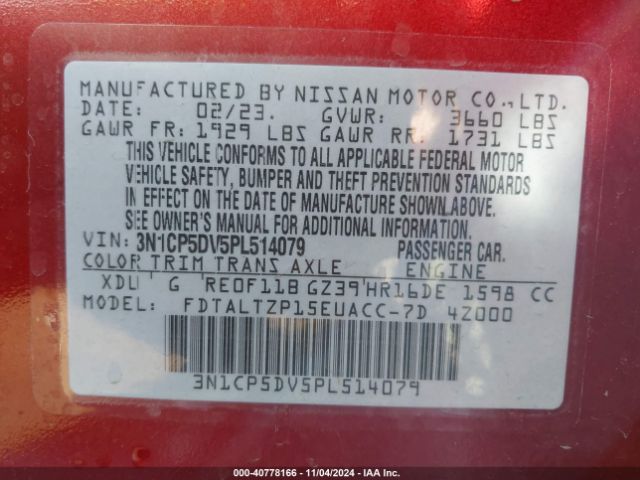 MANUFACTURED BY NISSAN MOTOR CO.,LTD.
DATE: 02/23. GVWR: 3660 LBS
GAWR FR: 1929 LBS GAWR RR: 1731 LBS
THIS VEHICLE CONFORMS TO ALL APPLICABLE FEDERAL MOTOR
VEHICLE SAFETY, BUMPER AND THEFT PREVENTION STANDARDS
IN EFFECT ON THE DATE OF MANUFACTURE SHOWN ABOVE.
SEE OWNER'S MANUAL FOR ADDITIONAL INFORMATION.
VIN: 3N1CP5DV5PL514079 PASSENGER CAR.
COLOR TRIM TRANS AXLE ENGINE
G RE0F11B GZ39 HR16DE 1598 CC
MODEL: FDTALTZP15EUACC-7D 4Z000
3N1CP5DV5PL514079
000-40778166 - 11/04/2024 - IAA Inc.